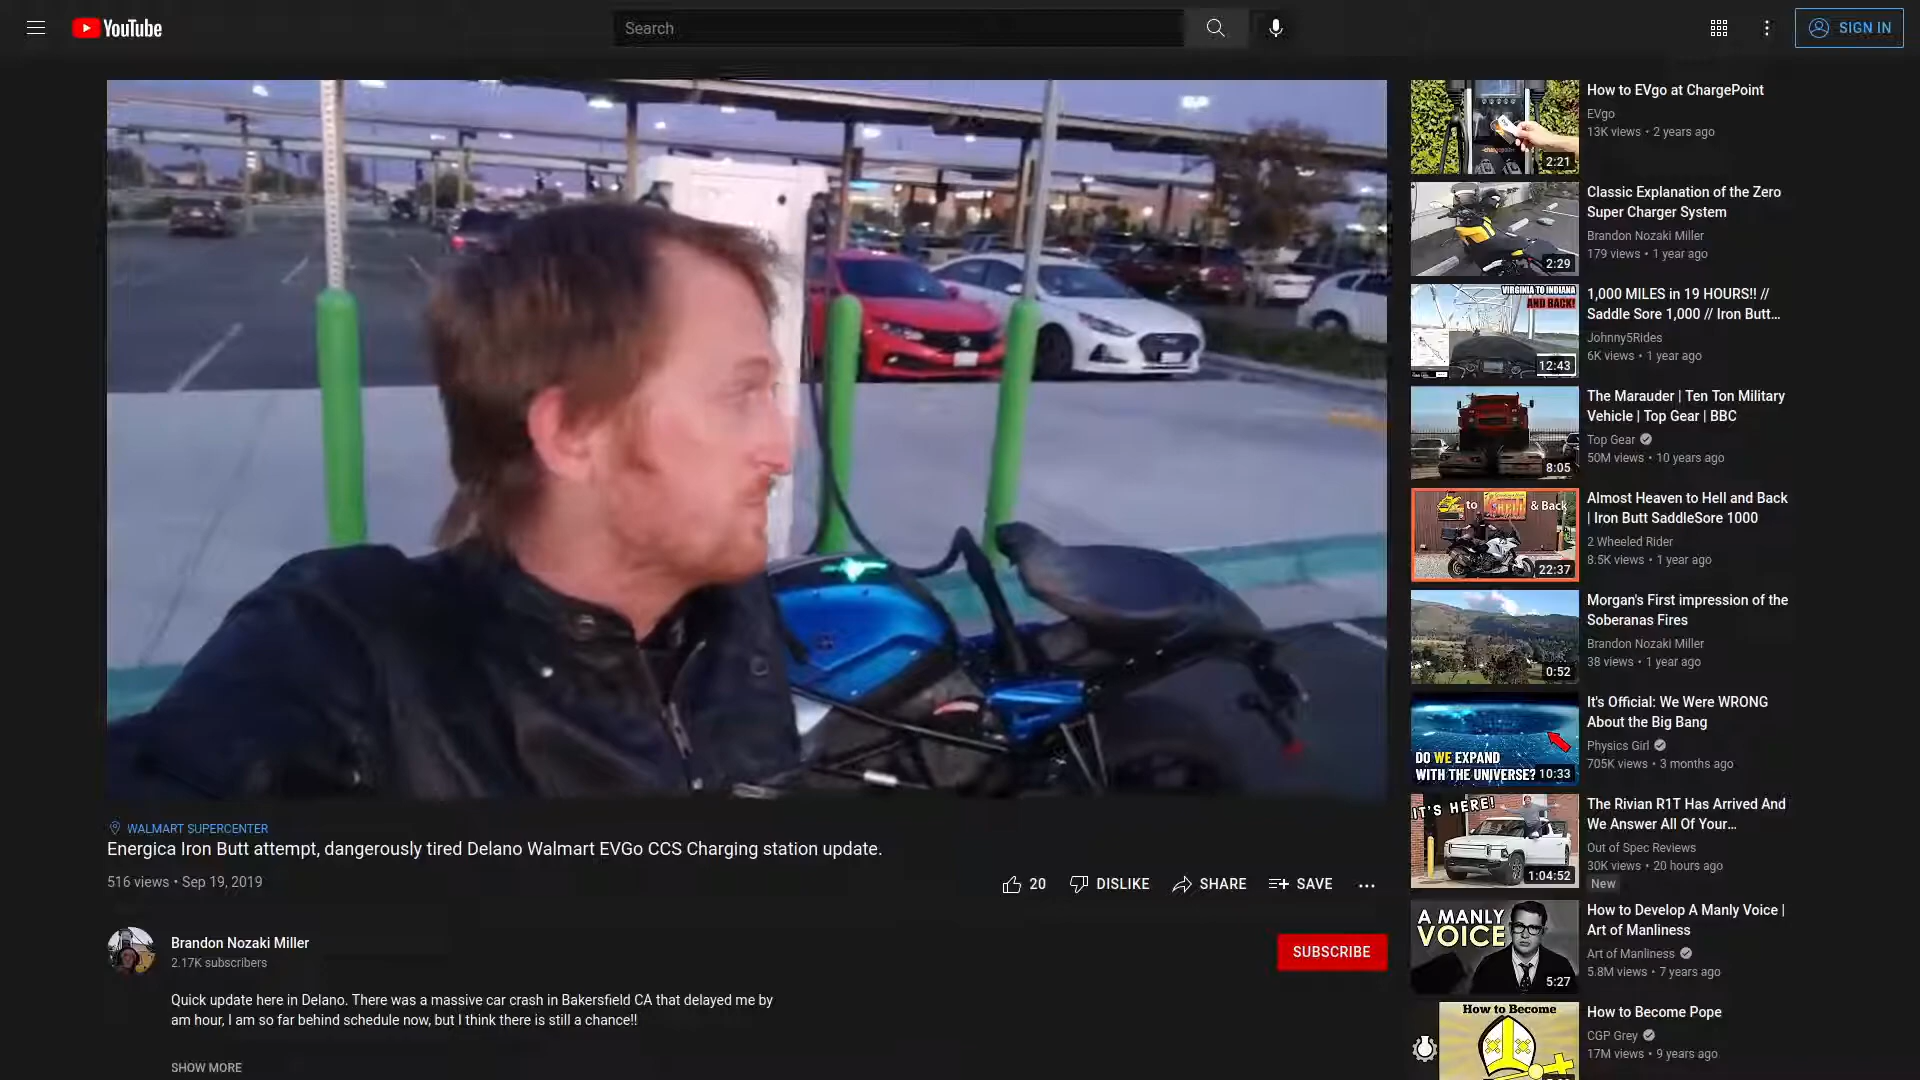 YouTube
Search
SIGN IN
WALMART SUPERCENTER
Energica Iron Butt attempt, dangerously tired Delano Walmart EVGo CCS Charging station update.
516 views • Sep 19, 2019
20
DISLIKE
SHARE
SAVE
Brandon Nozaki Miller
2.17K subscribers
SUBSCRIBE
Quick update here in Delano. There was a massive car crash in Bakersfield CA that delayed me by
am hour, I am so far behind schedule now, but I think there is still a chance!!
SHOW MORE
2:21
How to EVgo at ChargePoint
EVgo
13K views • 2 years ago
2:29
Classic Explanation of the Zero
Super Charger System
Brandon Nozaki Miller
179 views • 1 year ago
VIRGINIA TO INDIANA
AND BACK!
12:43
1,000 MILES in 19 HOURS!! //
Saddle Sore 1,000 // Iron Butt...
Johnny5Rides
6K views • 1 year ago
8:05
The Marauder | Ten Ton Military
Vehicle | Top Gear | BBC
Top Gear
50M views • 10 years ago
to HELL & Back
22:37
Almost Heaven to Hell and Back
| Iron Butt SaddleSore 1000
2 Wheeled Rider
8.5K views • 1 year ago
0:52
Morgan's First impression of the
Soberanas Fires
Brandon Nozaki Miller
38 views • 1 year ago
DO WE EXPAND
WITH THE UNIVERSE?
10:33
It's Official: We Were WRONG
About the Big Bang
Physics Girl
705K views • 3 months ago
IT'S HERE!
1:04:52
The Rivian R1T Has Arrived And
We Answer All Of Your...
Out of Spec Reviews
30K views • 20 hours ago
New
A MANLY
VOICE
5:27
How to Develop A Manly Voice |
Art of Manliness
Art of Manliness
5.8M views • 7 years ago
How to Become
How to Become Pope
CGP Grey
17M views • 9 years ago